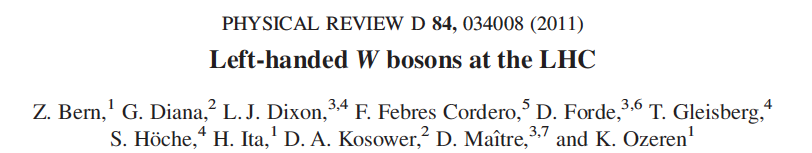 PHYSICAL REVIEW D 84, 034008 (2011)
Left-handed W bosons at the LHC
Z. Bern,¹ G. Diana,² L. J. Dixon,³,⁴ F. Febres Cordero,⁵ D. Forde,³,⁶ T. Gleisberg,⁴
S. Höche,⁴ H. Ita,¹ D. A. Kosower,² D. Maître,³,⁷ and K. Ozeren¹